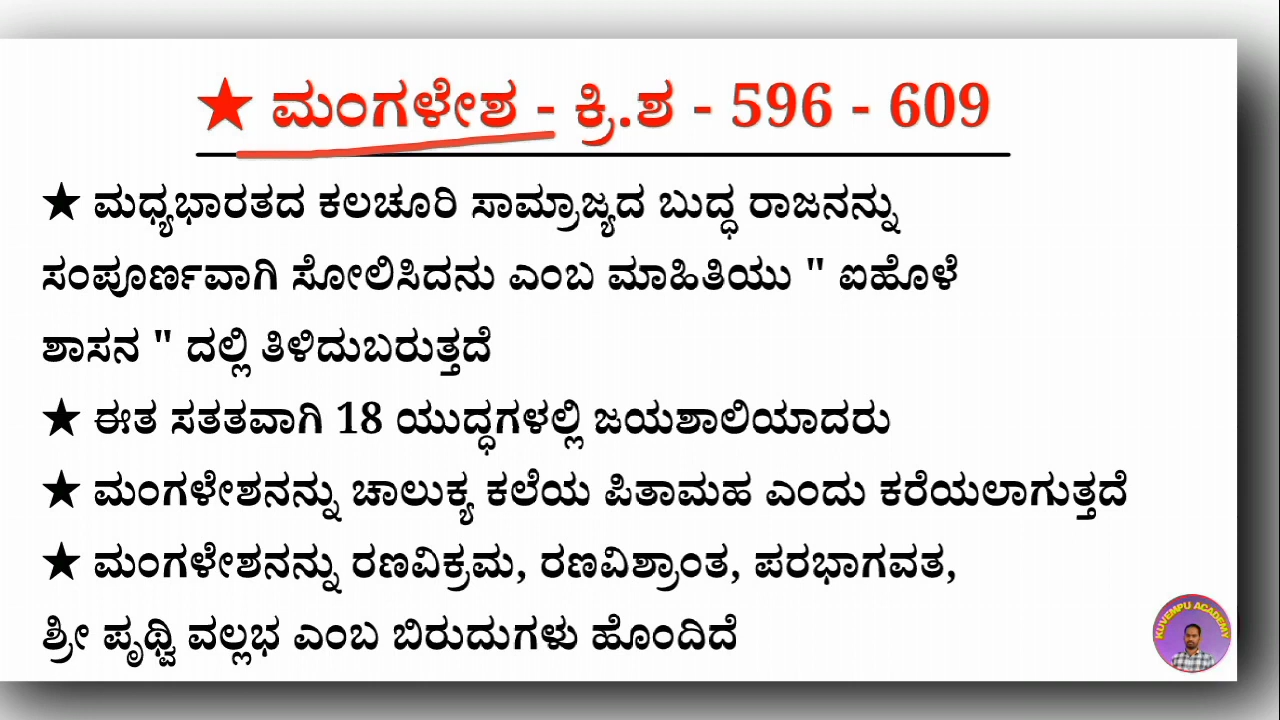 ★ ಮಂಗಳೇಶ - ಕ್ರಿ.ಶ - 596 - 609
★ ಮಧ್ಯಭಾರತದ ಕಲಚೂರಿ ಸಾಮ್ರಾಜ್ಯದ ಬುದ್ಧ ರಾಜನನ್ನು
ಸಂಪೂರ್ಣವಾಗಿ ಸೋಲಿಸಿದನು ಎಂಬ ಮಾಹಿತಿಯು " ಐಹೊಳೆ
ಶಾಸನ " ದಲ್ಲಿ ತಿಳಿದುಬರುತ್ತದೆ
★ ಈತ ಸತತವಾಗಿ 18 ಯುದ್ಧಗಳಲ್ಲಿ ಜಯಶಾಲಿಯಾದರು
★ ಮಂಗಳೇಶನನ್ನು ಚಾಲುಕ್ಯ ಕಲೆಯ ಪಿತಾಮಹ ಎಂದು ಕರೆಯಲಾಗುತ್ತದೆ
★ ಮಂಗಳೇಶನನ್ನು ರಣವಿಕ್ರಮ, ರಣವಿಶ್ರಾಂತ, ಪರಭಾಗವತ,
ಶ್ರೀ ಪೃಥ್ವಿ ವಲ್ಲಭ ಎಂಬ ಬಿರುದುಗಳು ಹೊಂದಿದೆ
KUVEMPU ACADEMY